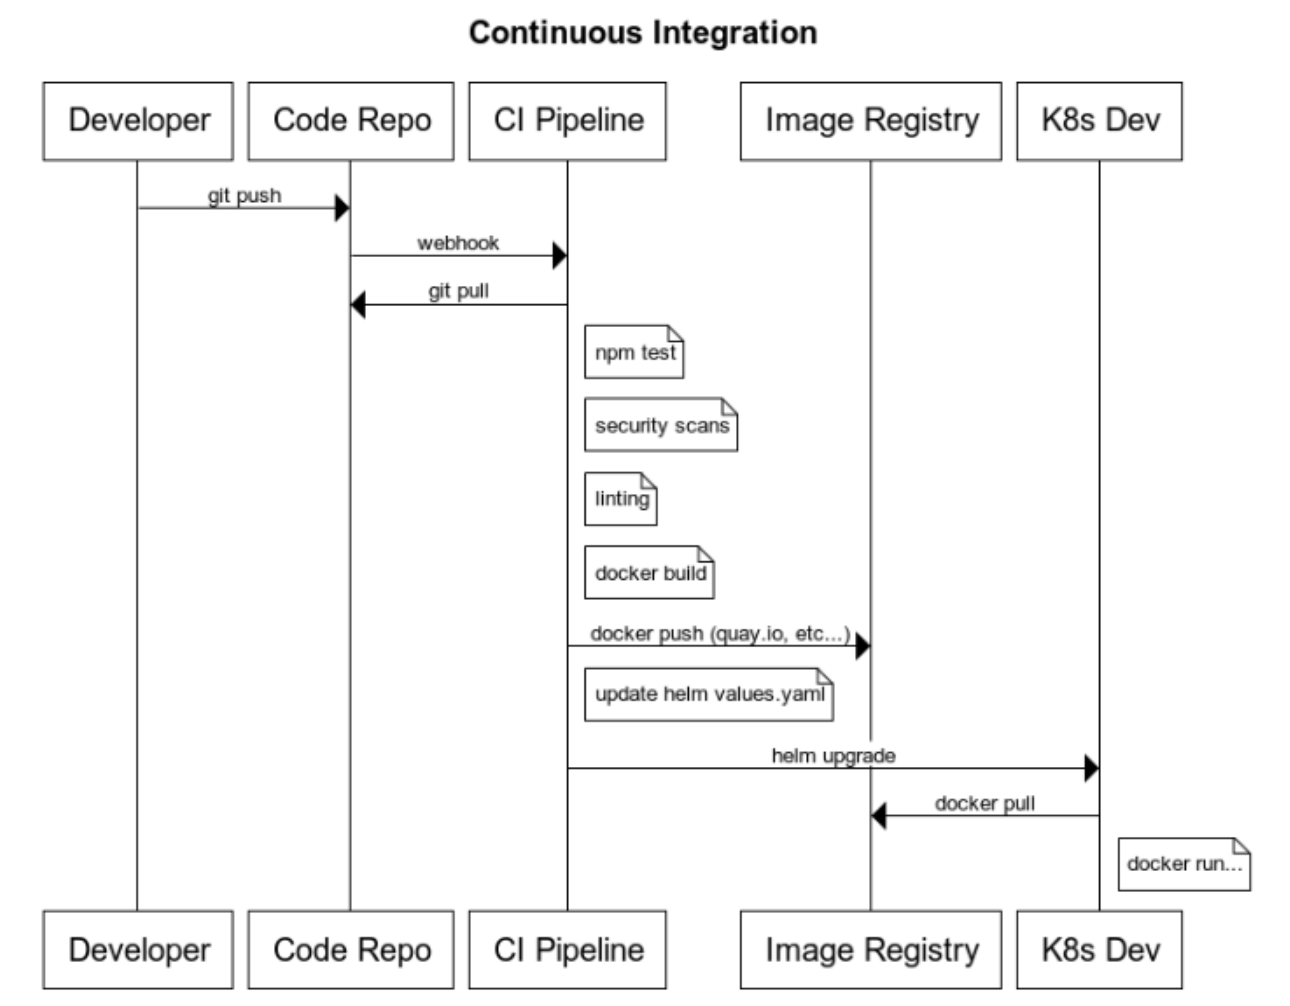 Continuous Integration
Developer
Code Repo
CI Pipeline
Image Registry
K8s Dev
git push
webhook
git pull
npm test
security scans
linting
docker build
docker push (quay.io, etc...)
update helm values.yaml
helm upgrade
docker pull
docker run...
Developer
Code Repo
CI Pipeline
Image Registry
K8s Dev